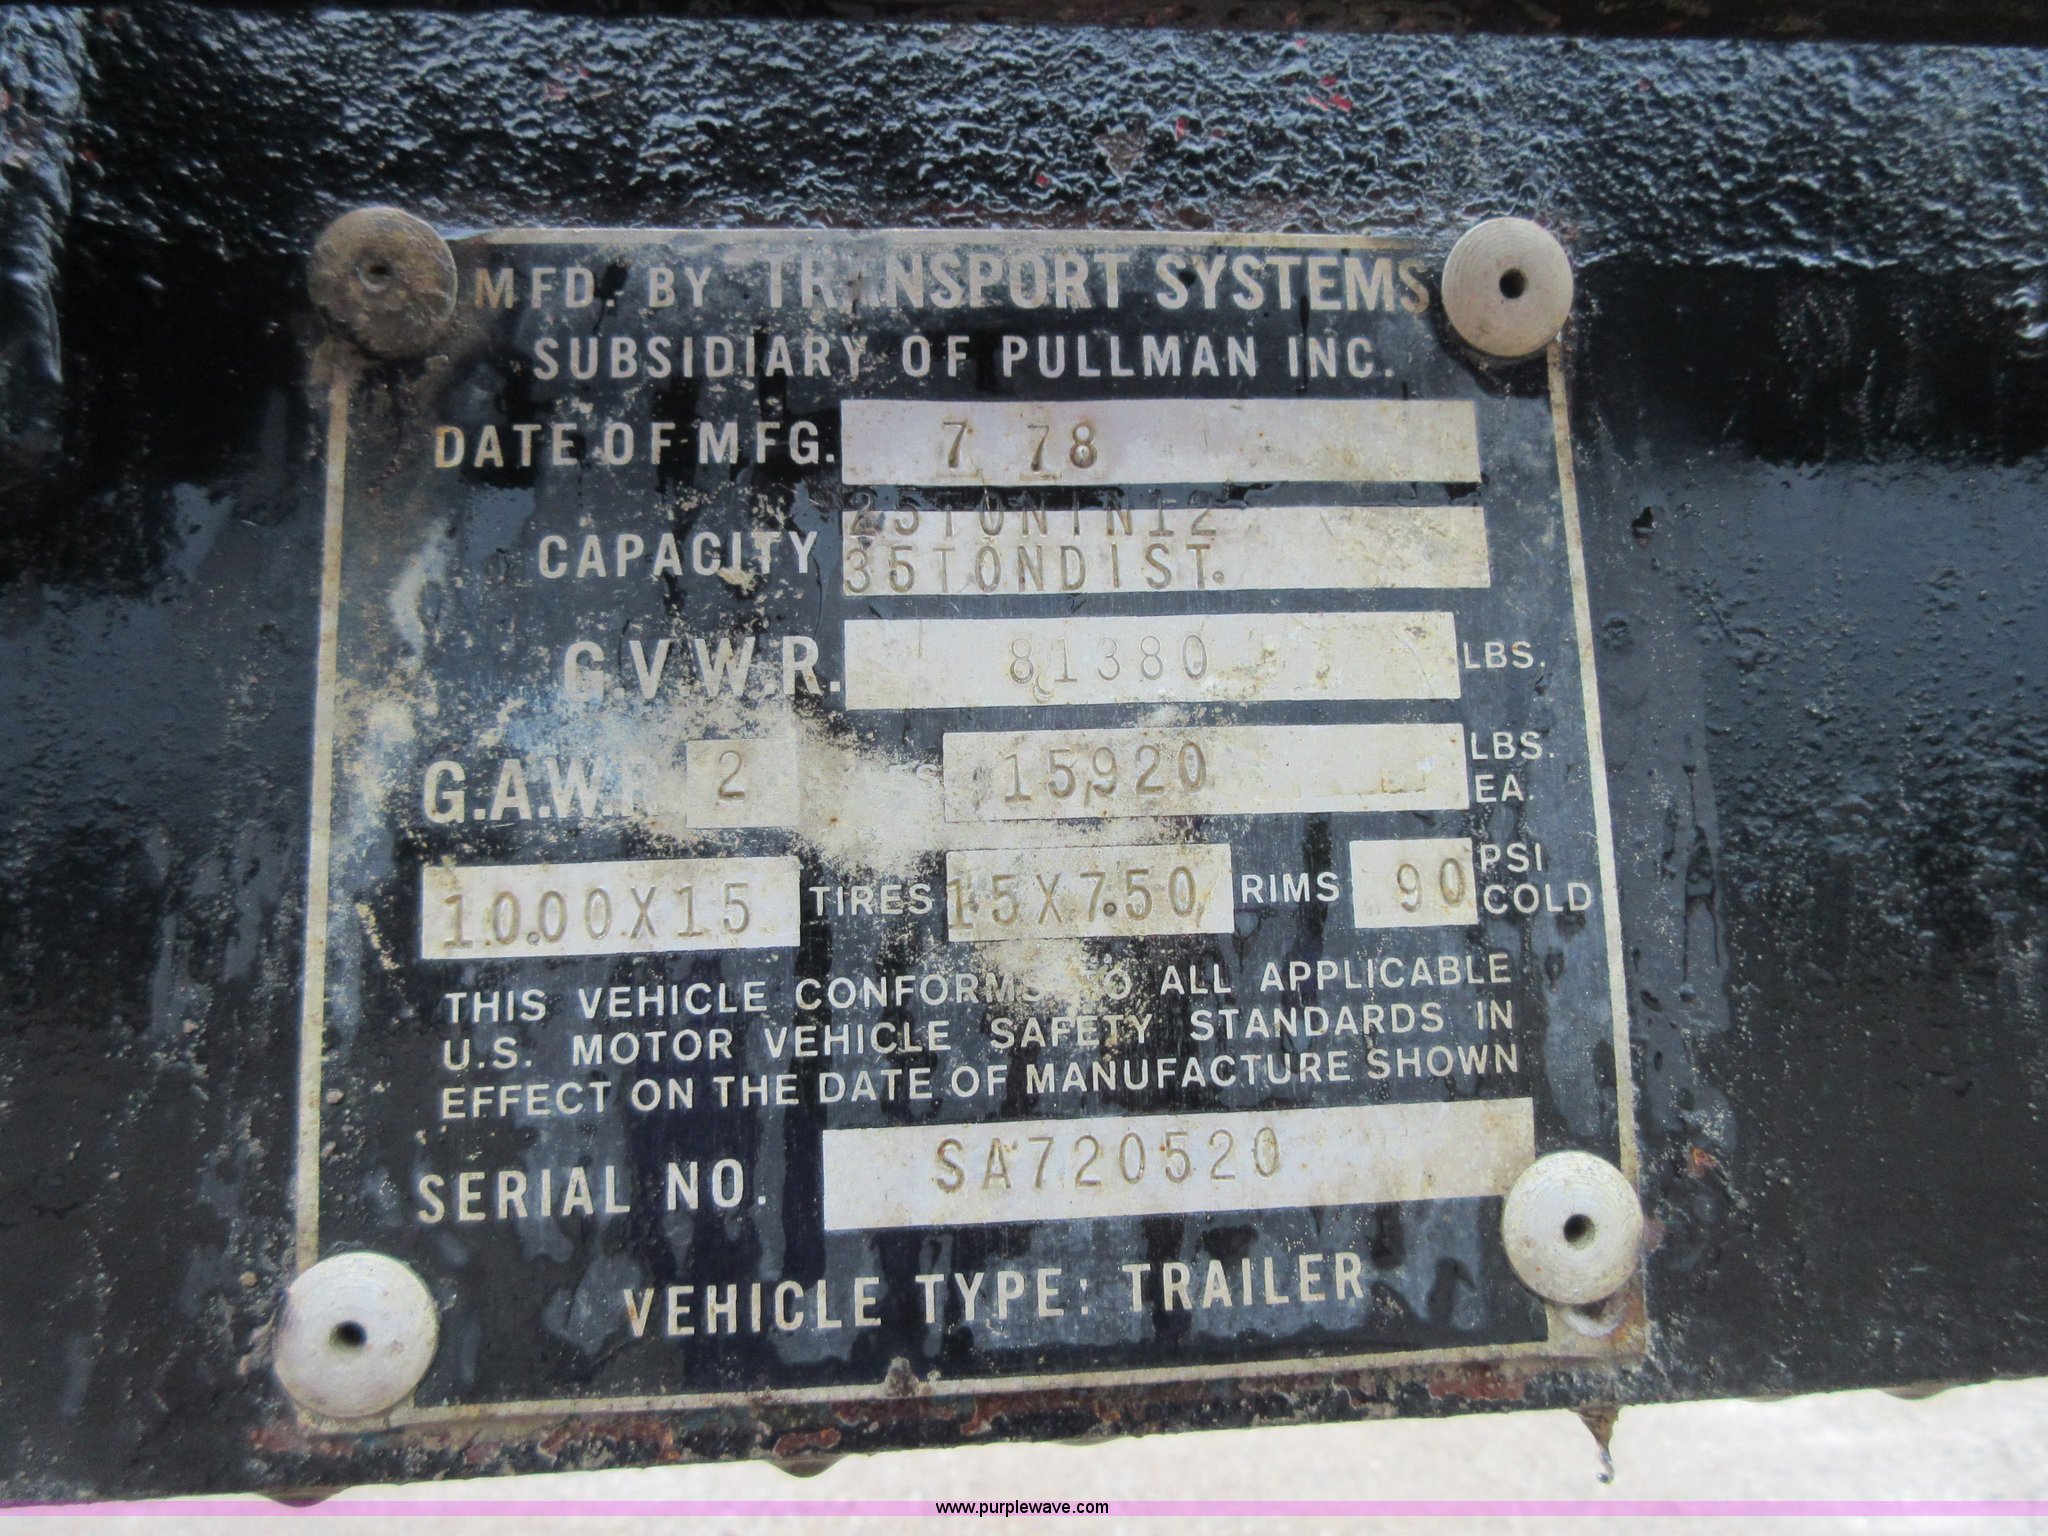 MFD. BY TRANSPORT SYSTEMS
SUBSIDIARY OF PULLMAN INC.
DATE OF MFG. 7 78
CAPACITY 25TONIN12
35TONDIST.
G.V.W.R. 81380 LBS.
G.A.W.R. 2 15920 LBS. EA.
10.00X15 TIRES 15X7.50 RIMS 90 PSI COLD
THIS VEHICLE CONFORMS TO ALL APPLICABLE
U.S. MOTOR VEHICLE SAFETY STANDARDS IN
EFFECT ON THE DATE OF MANUFACTURE SHOWN
SERIAL NO. SA720520
VEHICLE TYPE: TRAILER
www.purplewave.com